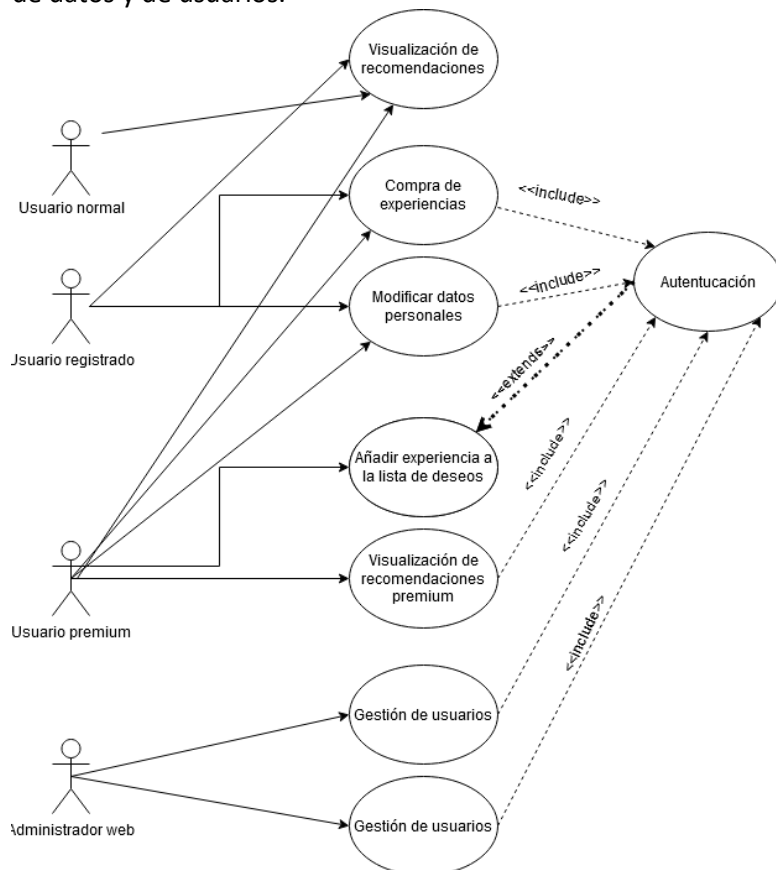 de datos y de usuarios.
Visualización de
recomendaciones
Usuario normal
Compra de
experiencias
<<include>>
Usuario registrado
Modificar datos
personales
<<include>>
Autentucación
<<extends>>
Añadir experiencia a
la lista de deseos
<<include>>
Usuario premium
Visualización de
recomendaciones
premium
<<include>>
<<include>>
Gestión de usuarios
Administrador web
Gestión de usuarios